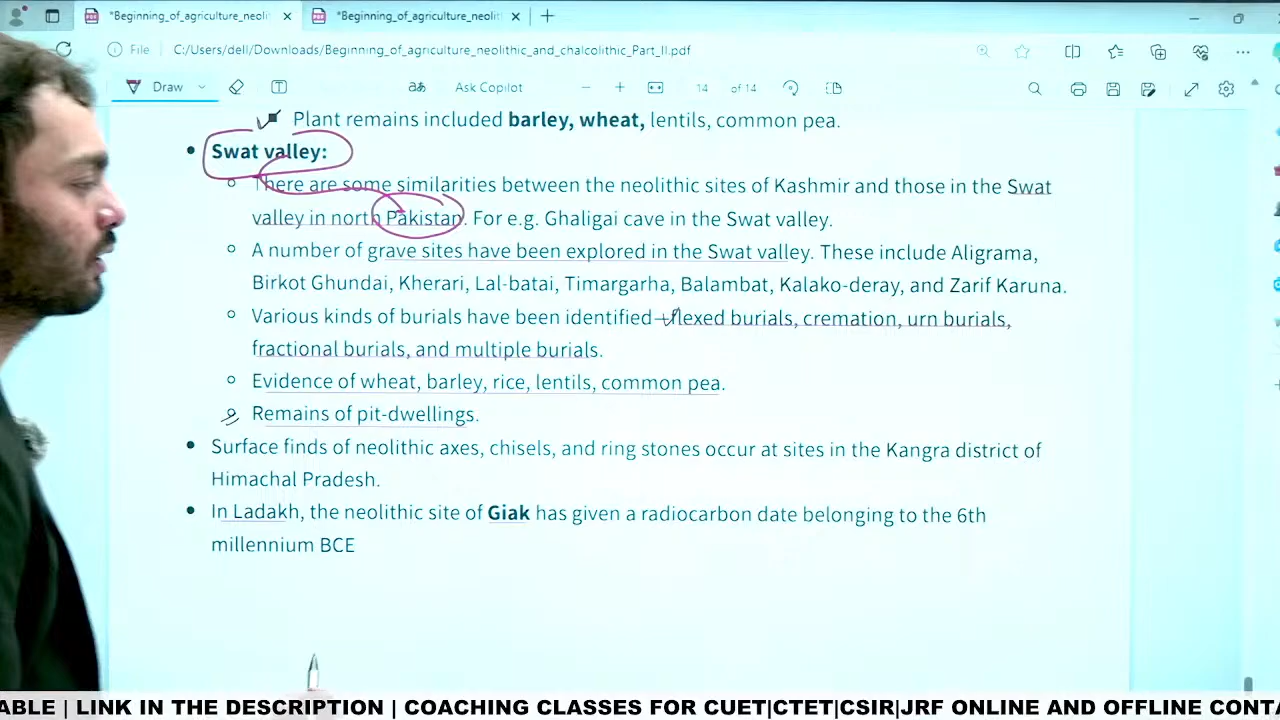 *Beginning_of_agriculture_neoli
*Beginning_of_agriculture_neolit
File C:/Users/dell/Downloads/Beginning_of_agriculture_neolithic_and_chalcolithic_Part_II.pdf
Draw aあ Ask Copilot 14 of 14
Plant remains included barley, wheat, lentils, common pea.
Swat valley:
There are some similarities between the neolithic sites of Kashmir and those in the Swat
valley in north Pakistan. For e.g. Ghaligai cave in the Swat valley.
A number of grave sites have been explored in the Swat valley. These include Aligrama,
Birkot Ghundai, Kherari, Lal-batai, Timargarha, Balambat, Kalako-deray, and Zarif Karuna.
Various kinds of burials have been identified – flexed burials, cremation, urn burials,
fractional burials, and multiple burials.
Evidence of wheat, barley, rice, lentils, common pea.
Remains of pit-dwellings.
Surface finds of neolithic axes, chisels, and ring stones occur at sites in the Kangra district of
Himachal Pradesh.
In Ladakh, the neolithic site of Giak has given a radiocarbon date belonging to the 6th
millennium BCE
ABLE | LINK IN THE DESCRIPTION | COACHING CLASSES FOR CUET|CTET|CSIR|JRF ONLINE AND OFFLINE CONTA